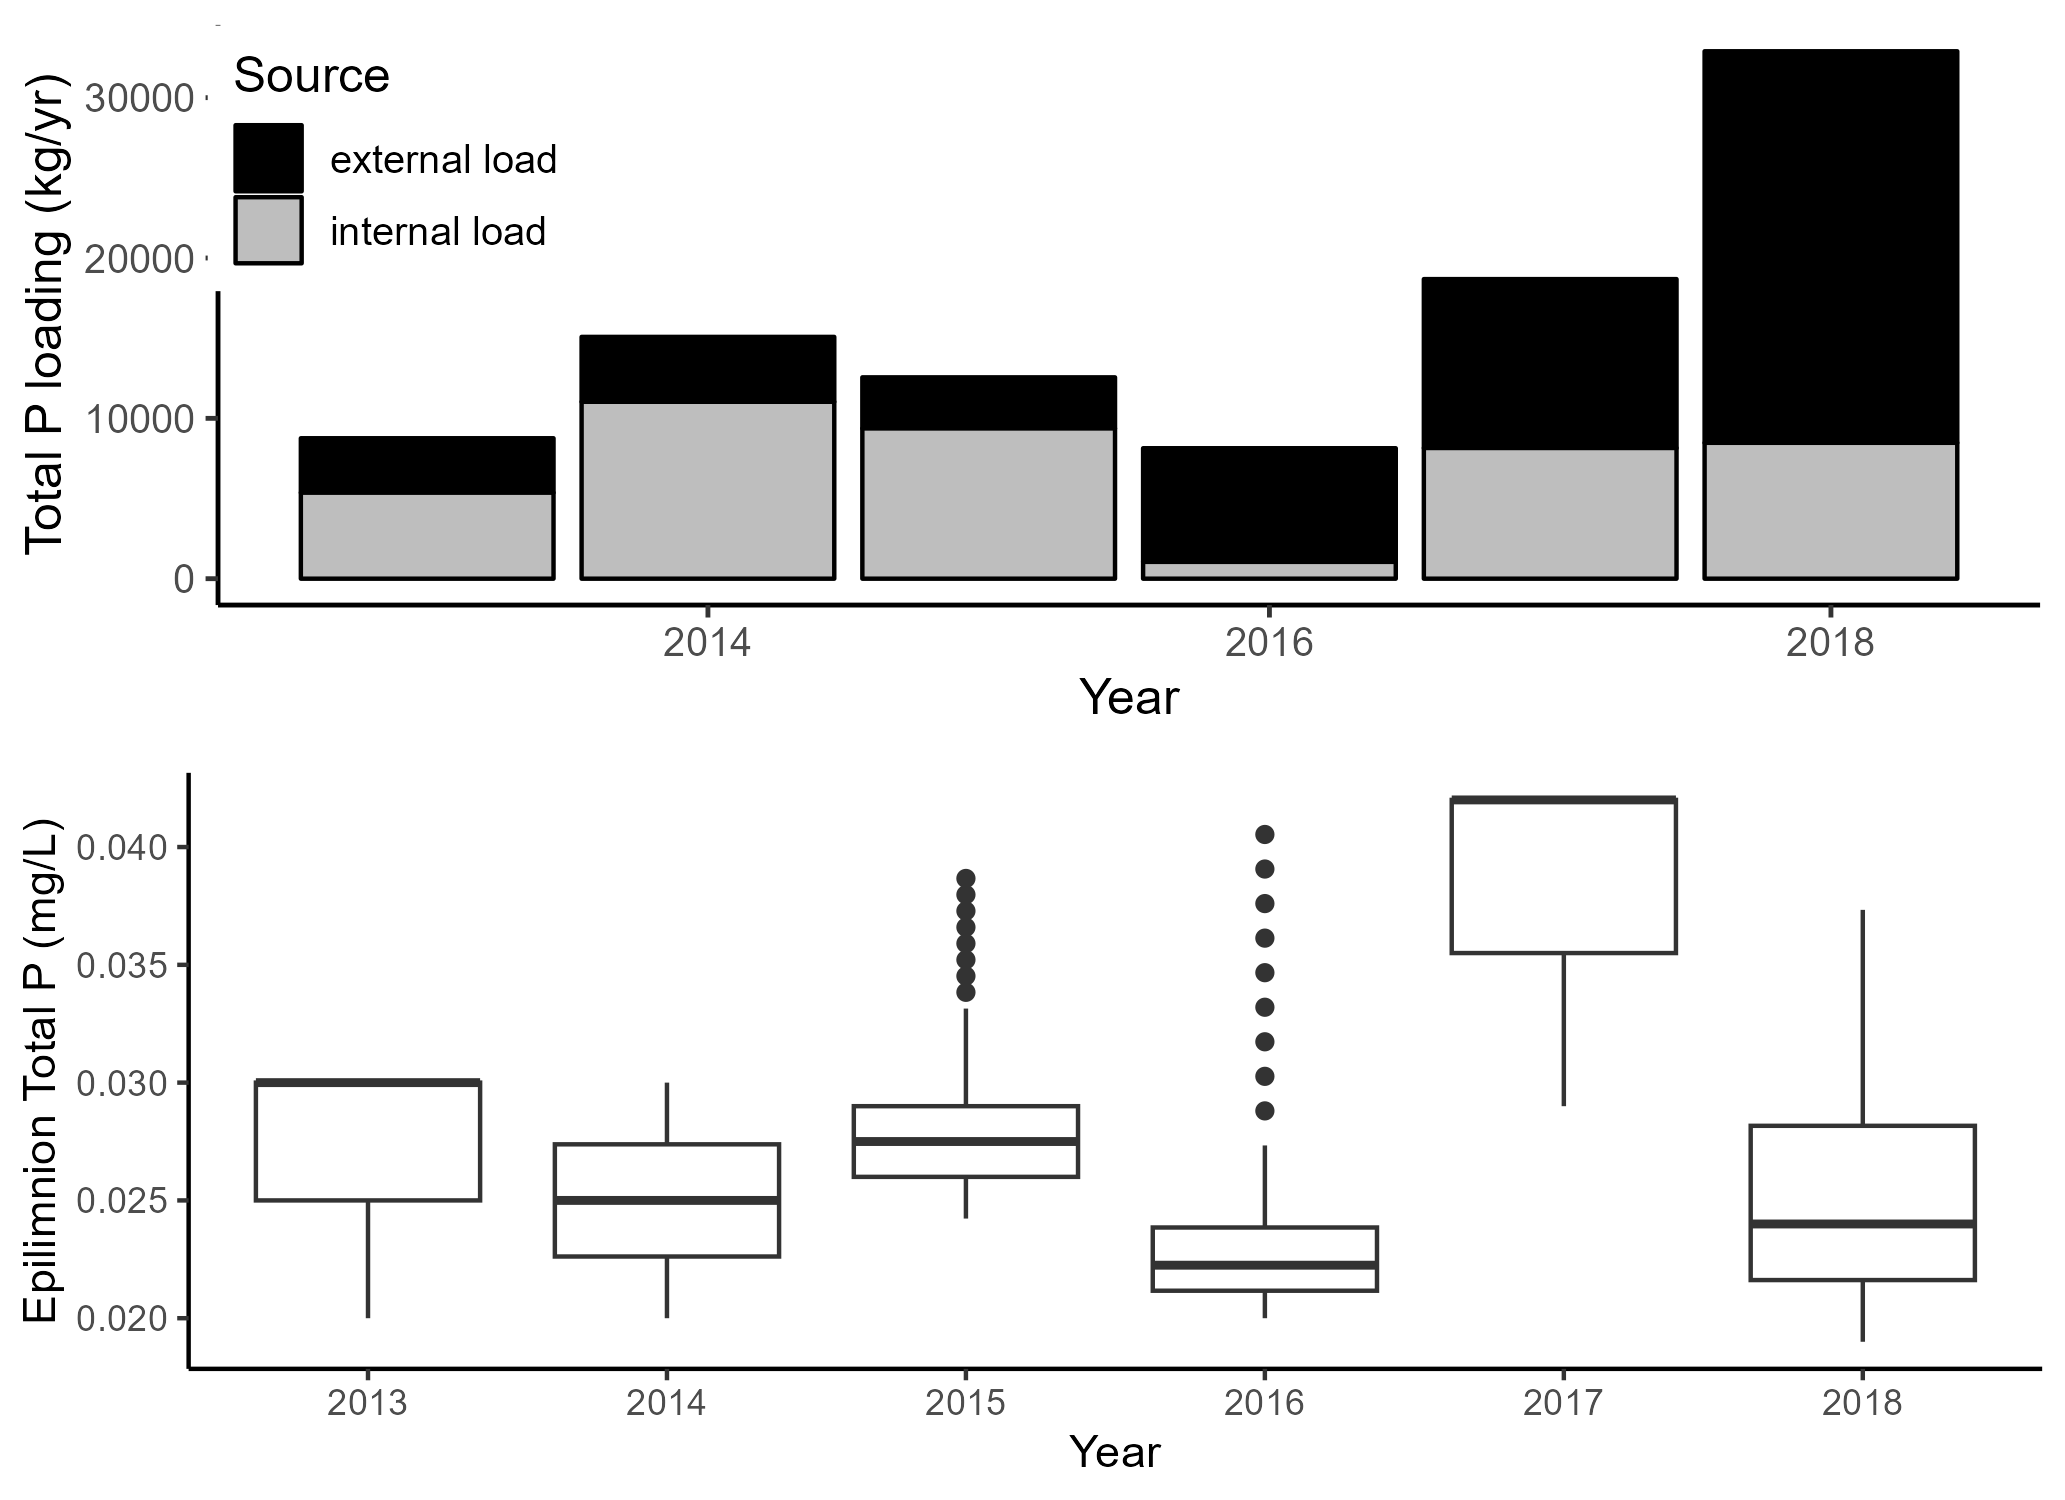 Source
external load
internal load
Total P loading (kg/yr)
30000
20000
10000
0
2014 2016 2018
Year
Epilimnion Total P (mg/L)
0.040
0.035
0.030
0.025
0.020
2013 2014 2015 2016 2017 2018
Year